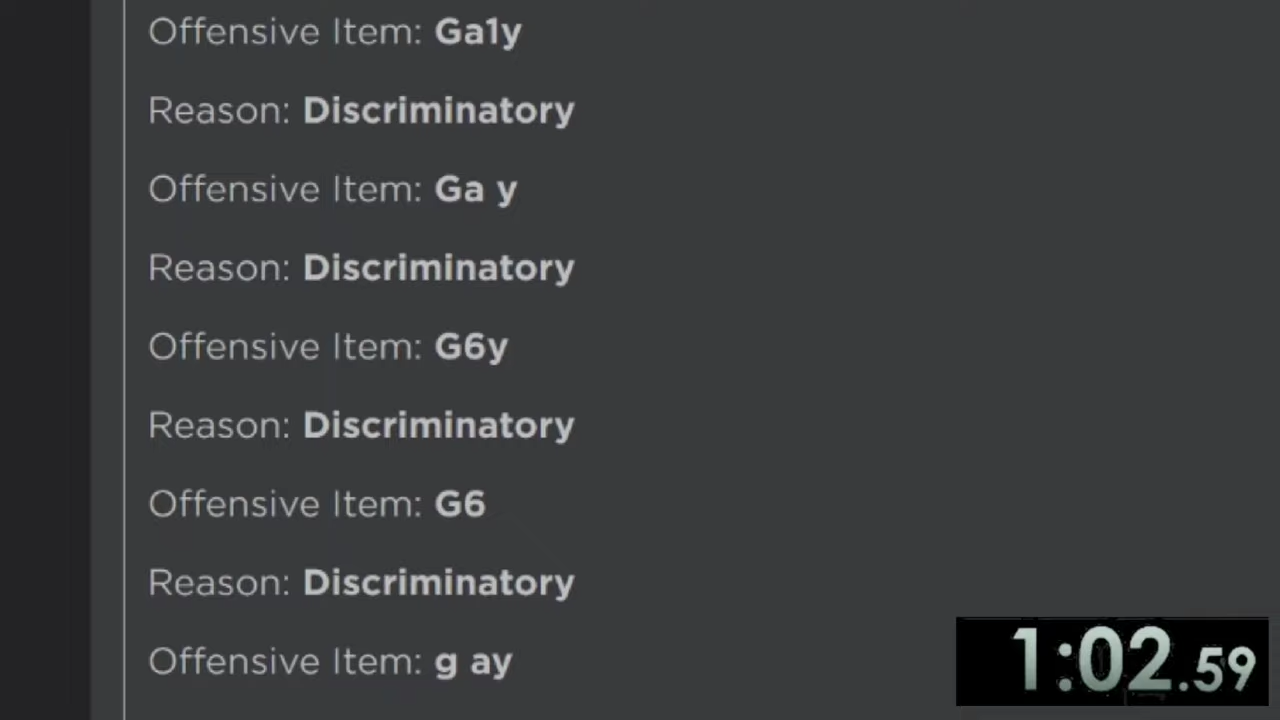 Offensive Item: Ga1y
Reason: Discriminatory
Offensive Item: Ga y
Reason: Discriminatory
Offensive Item: G6y
Reason: Discriminatory
Offensive Item: G6
Reason: Discriminatory
Offensive Item: g ay
1:02.59